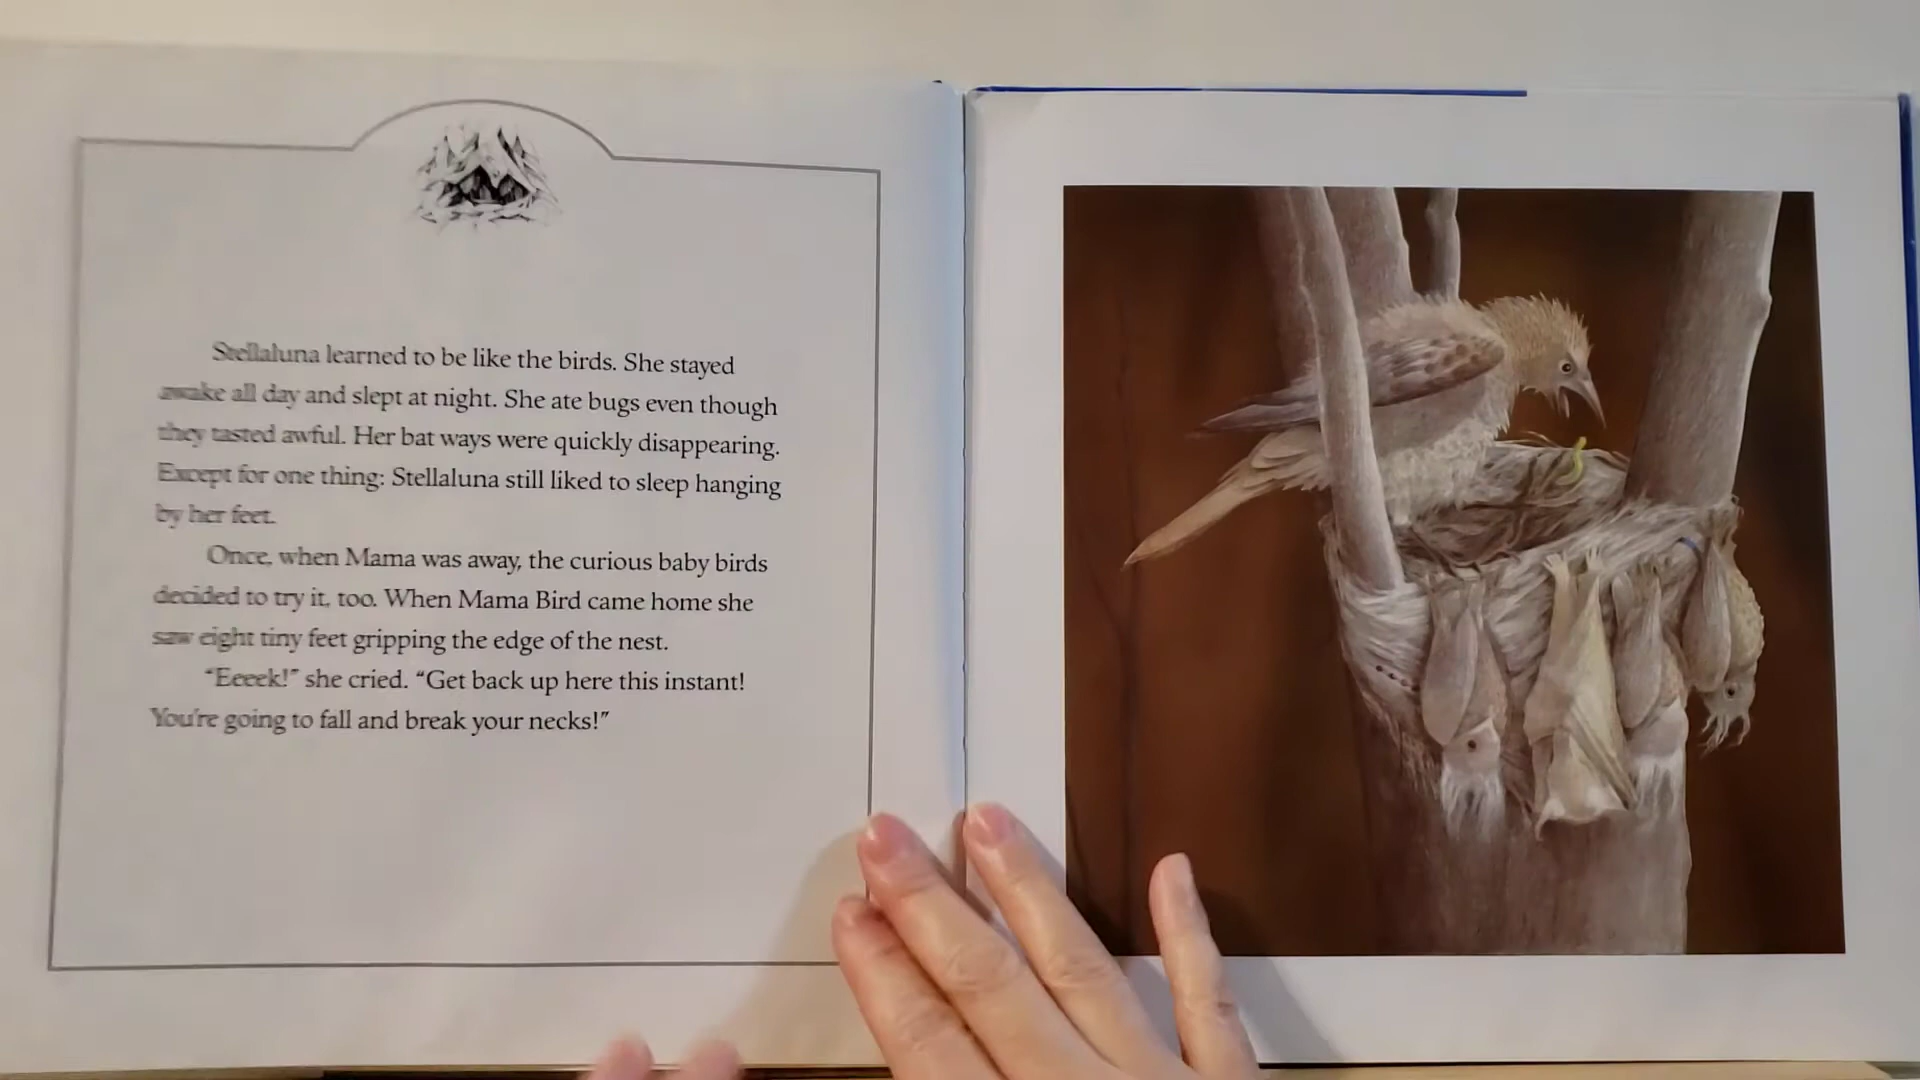 Stellaluna learned to be like the birds. She stayed
awake all day and slept at night. She ate bugs even though
they tasted awful. Her bat ways were quickly disappearing.
Except for one thing: Stellaluna still liked to sleep hanging
by her feet.
Once, when Mama was away, the curious baby birds
decided to try it, too. When Mama Bird came home she
saw eight tiny feet gripping the edge of the nest.
“Eeeek!” she cried. “Get back up here this instant!
You're going to fall and break your necks!”